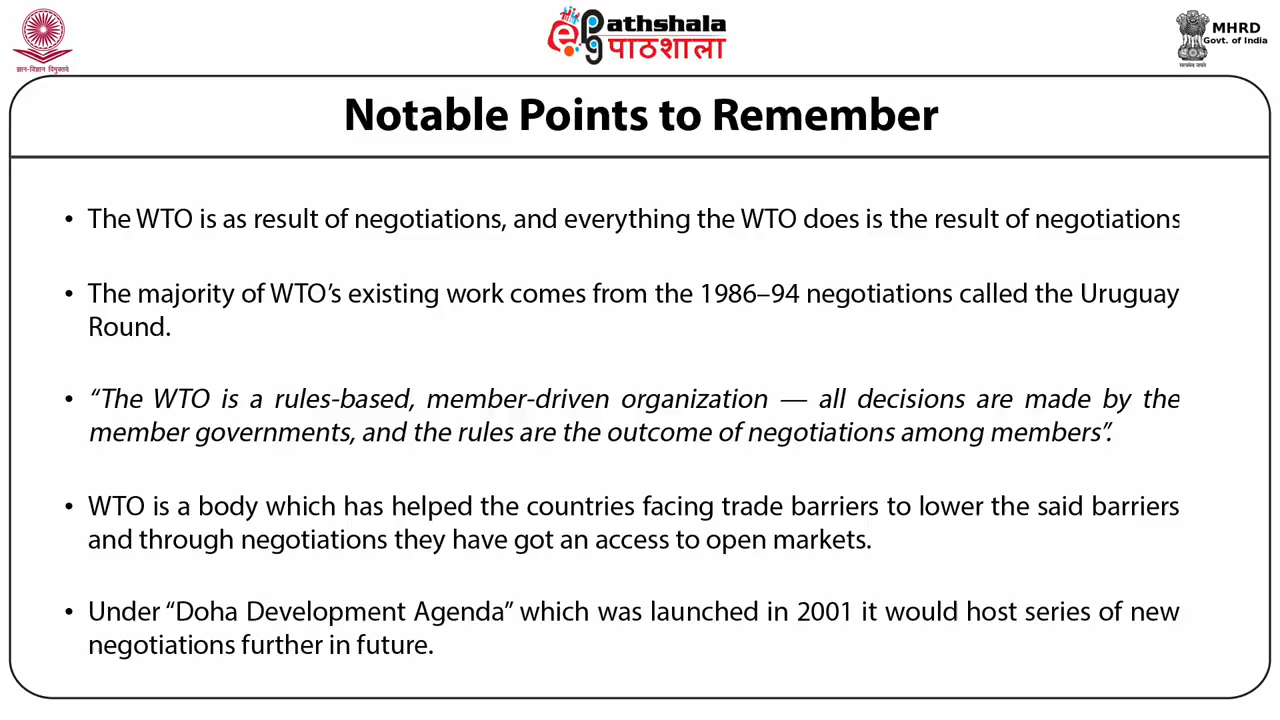 ज्ञान-विज्ञान विमुक्तये
ePathshala
पाठशाला
सत्यमेव जयते
MHRD
Govt. of India
Notable Points to Remember
• The WTO is as result of negotiations, and everything the WTO does is the result of negotiations
• The majority of WTO’s existing work comes from the 1986–94 negotiations called the Uruguay
Round.
• “The WTO is a rules-based, member-driven organization — all decisions are made by the
member governments, and the rules are the outcome of negotiations among members”.
• WTO is a body which has helped the countries facing trade barriers to lower the said barriers
and through negotiations they have got an access to open markets.
• Under “Doha Development Agenda” which was launched in 2001 it would host series of new
negotiations further in future.